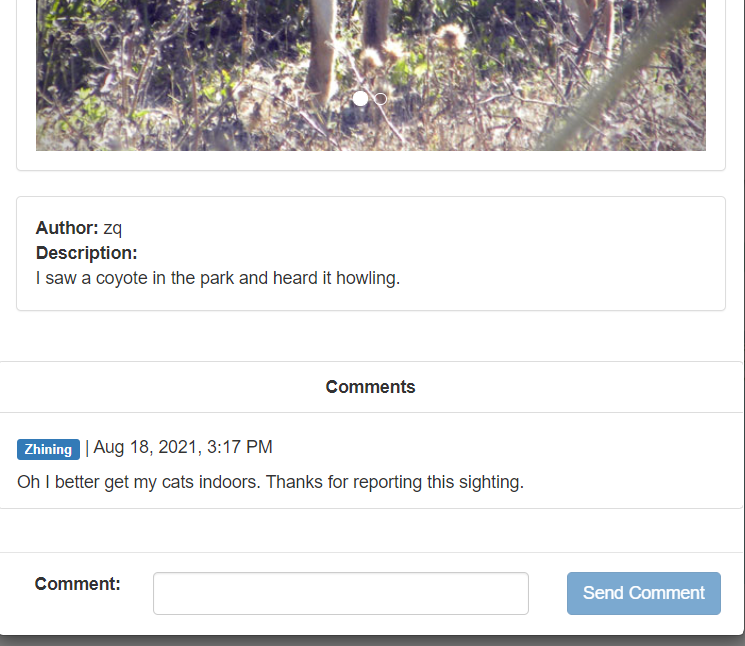 Author: zq
Description:
I saw a coyote in the park and heard it howling.
Comments
Zhining | Aug 18, 2021, 3:17 PM
Oh I better get my cats indoors. Thanks for reporting this sighting.
Comment:
Send Comment